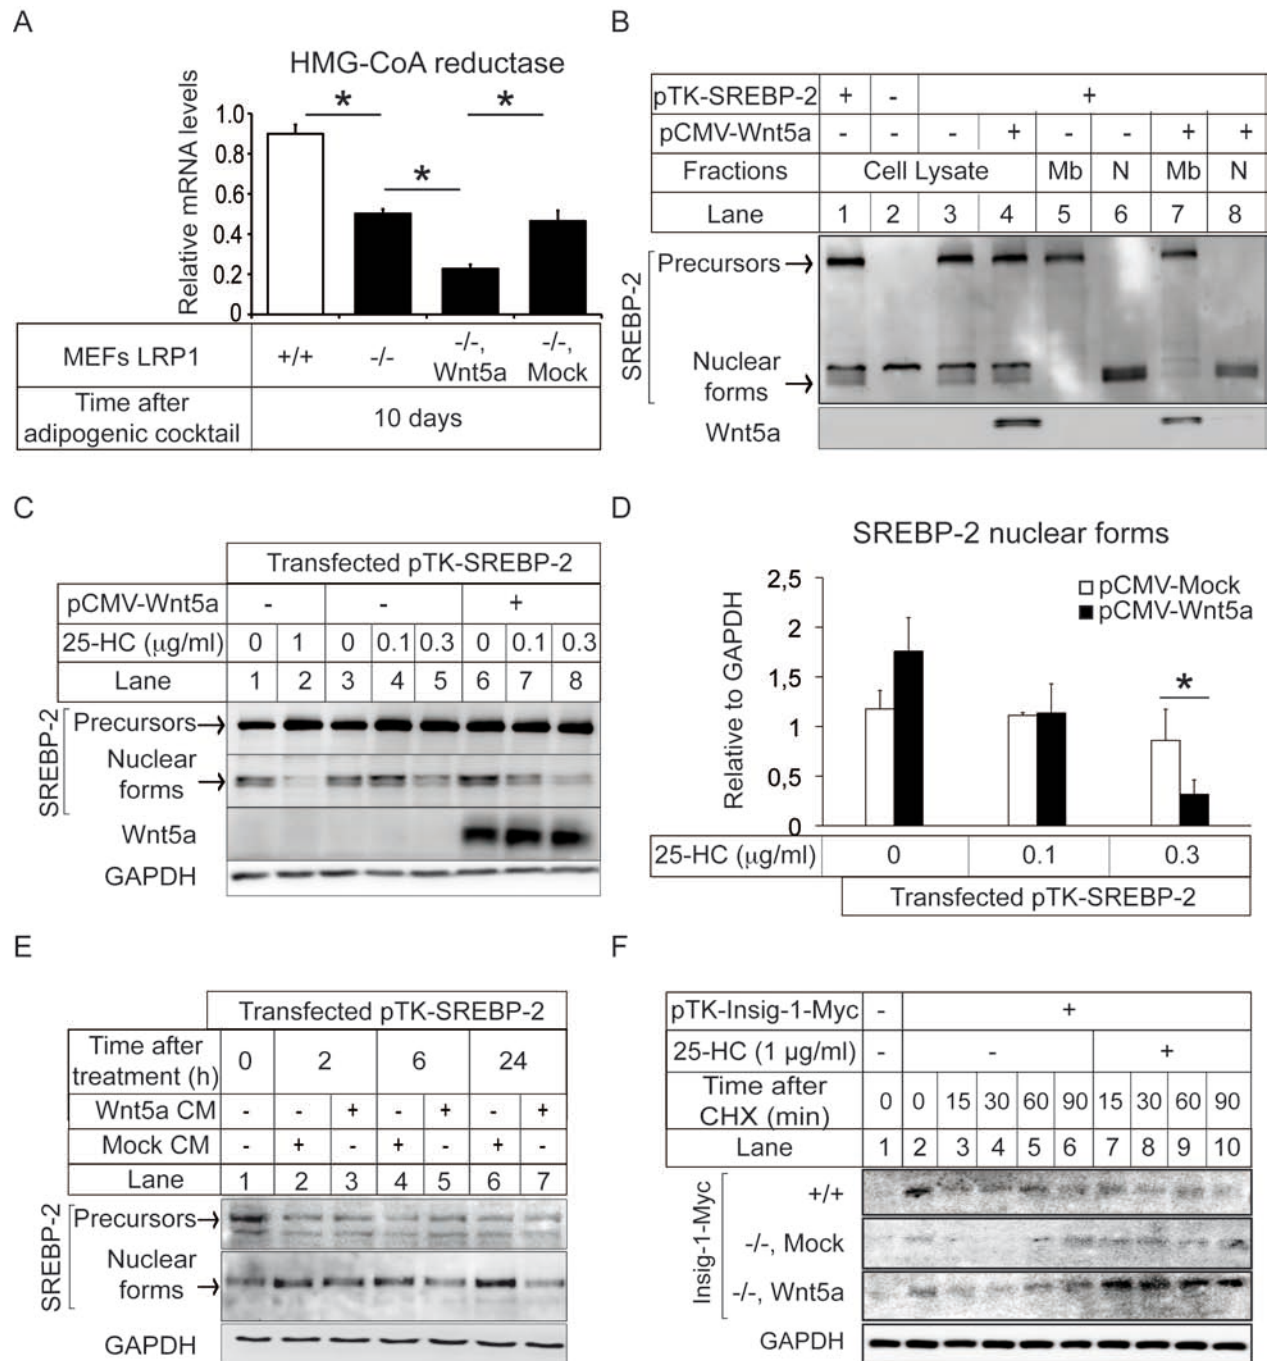 A
HMG-CoA reductase
Relative mRNA levels
1.0
0.8
0.6
0.4
0.2
0
* * *
MEFs LRP1 +/+ -/- -/-, Wnt5a -/-, Mock
Time after adipogenic cocktail 10 days
B
pTK-SREBP-2 + - +
pCMV-Wnt5a - - - + - - + +
Fractions Cell Lysate Mb N Mb N
Lane 1 2 3 4 5 6 7 8
SREBP-2
Precursors→
Nuclear
forms →
Wnt5a
C
Transfected pTK-SREBP-2
pCMV-Wnt5a - - +
25-HC (μg/ml) 0 1 0 0.1 0.3 0 0.1 0.3
Lane 1 2 3 4 5 6 7 8
SREBP-2
Precursors→
Nuclear
forms →
Wnt5a
GAPDH
D
SREBP-2 nuclear forms
Relative to GAPDH
2,5
2
1,5
1
0,5
0
pCMV-Mock
pCMV-Wnt5a
*
25-HC (μg/ml) 0 0.1 0.3
Transfected pTK-SREBP-2
E
Transfected pTK-SREBP-2
Time after
treatment (h) 0 2 6 24
Wnt5a CM - - + - + - +
Mock CM - + - + - + -
Lane 1 2 3 4 5 6 7
SREBP-2
Precursors→
Nuclear
forms →
GAPDH
F
pTK-Insig-1-Myc - +
25-HC (1 μg/ml) - - +
Time after
CHX (min) 0 0 15 30 60 90 15 30 60 90
Lane 1 2 3 4 5 6 7 8 9 10
Insig-1-Myc
+/+
-/-, Mock
-/-, Wnt5a
GAPDH